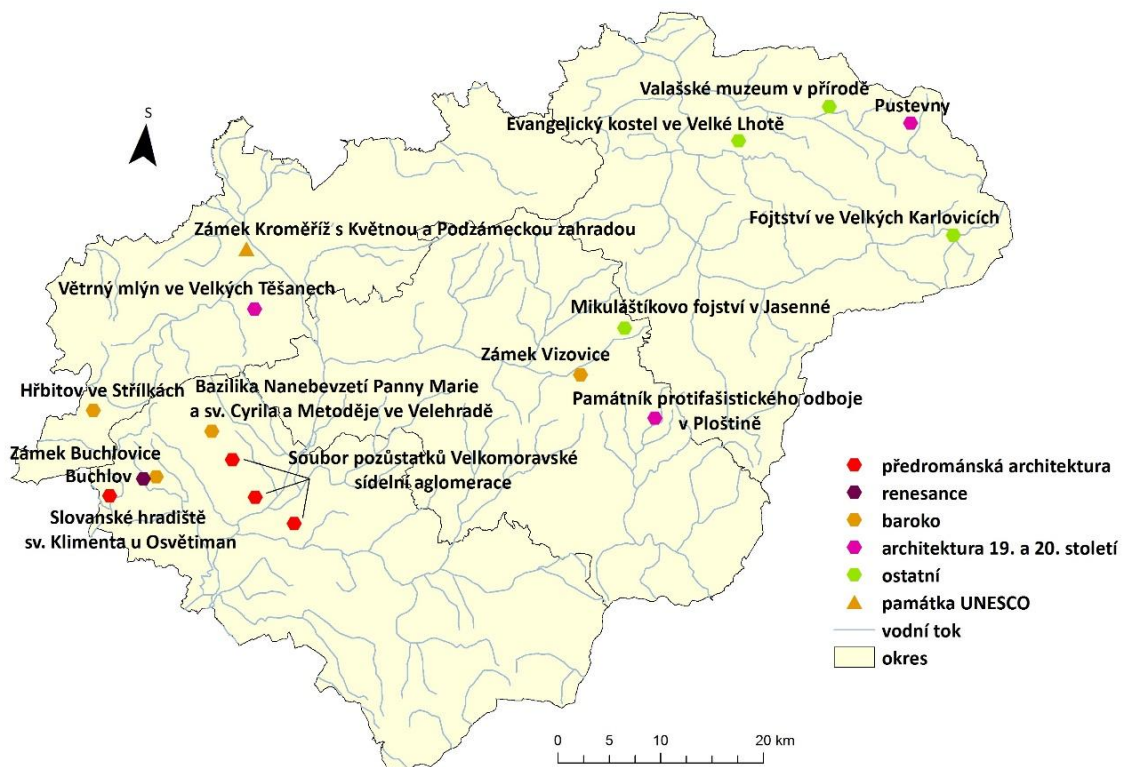 Valašské muzeum v přírodě
Pustevny
Evangelický kostel ve Velké Lhotě
S
Fojtství ve Velkých Karlovicích
Zámek Kroměříž s Květnou a Podzámeckou zahradou
Větrný mlýn ve Velkých Těšanech
Mikuláštíkovo fojství v Jasenné
Zámek Vizovice
Hřbitov ve Střílkách
Bazilika Nanebevzetí Panny Marie
a sv. Cyrila a Metoděje ve Velehradě
Památník protifašistického odboje
v Ploštině
Zámek Buchlovice
Buchlov
Soubor pozůstatků Velkomoravské
sídelní aglomerace
Slovanské hradiště
sv. Klimenta u Osvětiman
předrománská architektura
renesance
baroko
architektura 19. a 20. století
ostatní
památka UNESCO
vodní tok
okres
0 5 10 20 km